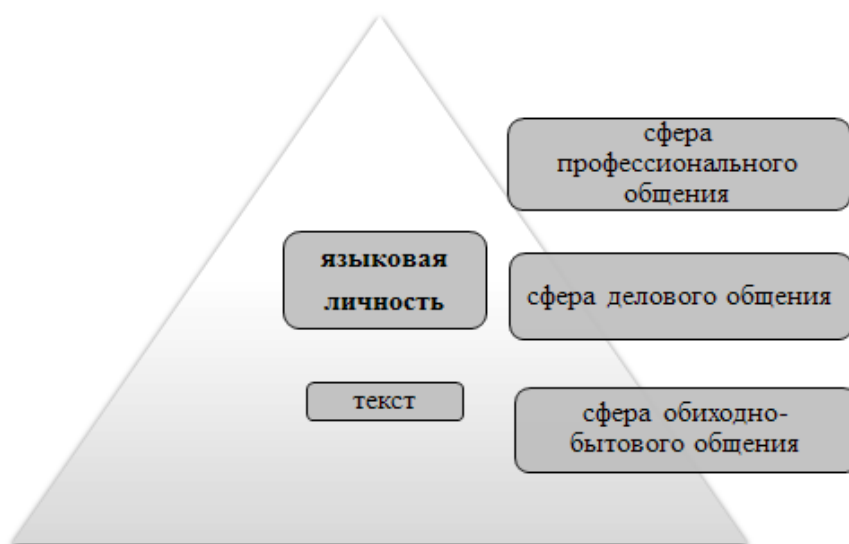 сфера
профессионального
общения
языковая
личность
сфера делового общения
текст
сфера обиходно-
бытового общения